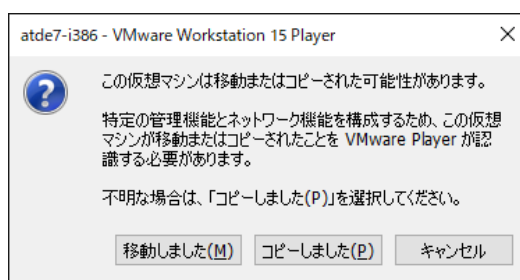 atde7-i386 - VMware Workstation 15 Player
この仮想マシンは移動またはコピーされた可能性があります。
特定の管理機能とネットワーク機能を構成するため、この仮想
マシンが移動またはコピーされたことを VMware Player が認
識する必要があります。
不明な場合は、「コピーしました(P)」を選択してください。
移動しました(M) コピーしました(P) キャンセル